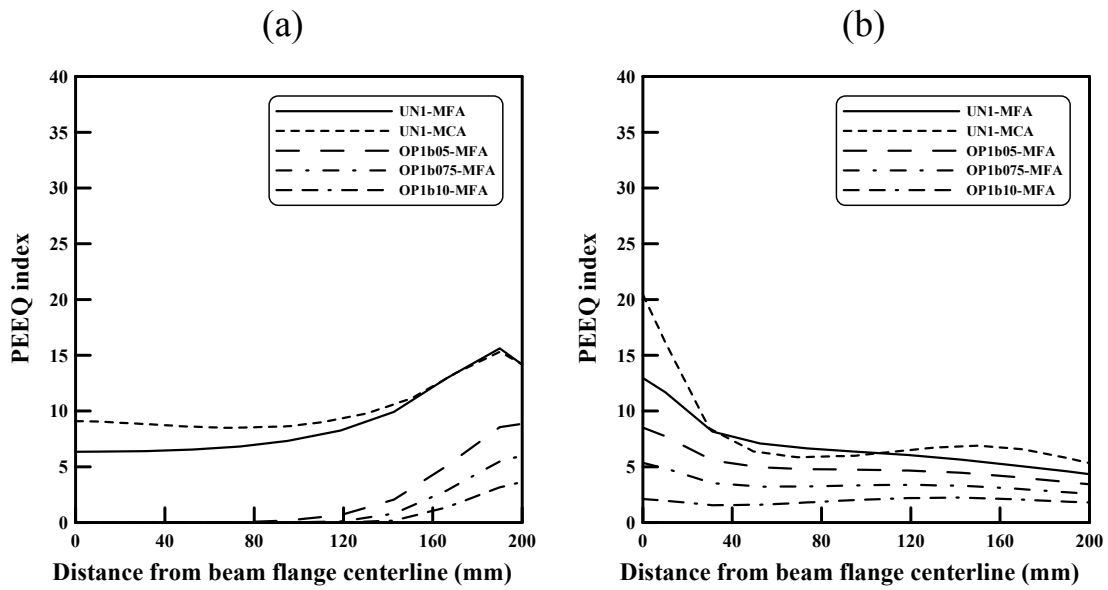 (a)
40
35
30
25
20
15
10
5
0
PEEQ index
UN1-MFA
UN1-MCA
OP1b05-MFA
OP1b075-MFA
OP1b10-MFA
0 40 80 120 160 200
Distance from beam flange centerline (mm)
(b)
40
35
30
25
20
15
10
5
0
PEEQ index
UN1-MFA
UN1-MCA
OP1b05-MFA
OP1b075-MFA
OP1b10-MFA
0 40 80 120 160 200
Distance from beam flange centerline (mm)